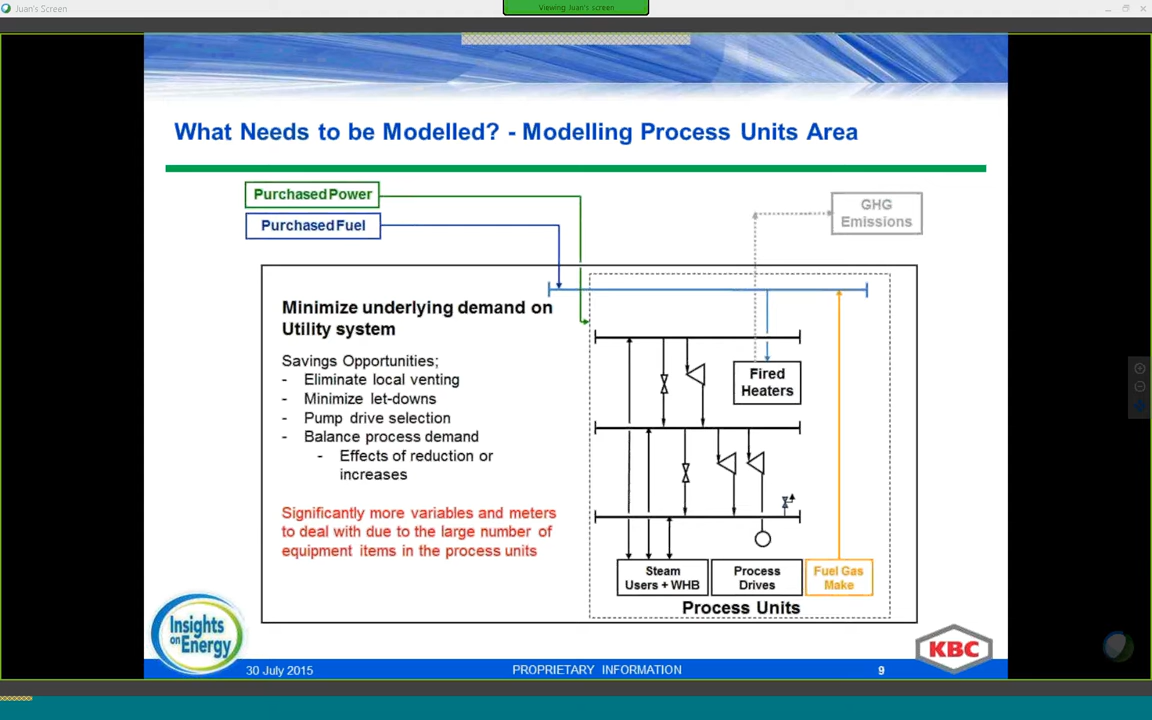 Juan's Screen
Viewing Juan's screen
What Needs to be Modelled? - Modelling Process Units Area
Purchased Power
Purchased Fuel
GHG
Emissions
Minimize underlying demand on
Utility system
Savings Opportunities;
- Eliminate local venting
- Minimize let-downs
- Pump drive selection
- Balance process demand
- Effects of reduction or
increases
Significantly more variables and meters
to deal with due to the large number of
equipment items in the process units
Fired
Heaters
Steam
Users + WHB
Process
Drives
Fuel Gas
Make
Process Units
Insights
on
Energy
KBC
30 July 2015
PROPRIETARY INFORMATION
9